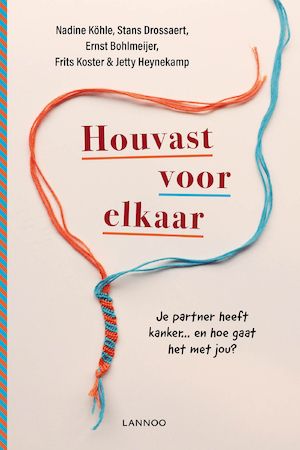 Nadine Köhle, Stans Drossaert,
Ernst Bohlmeijer,
Frits Koster & Jetty Heynekamp
Houvast
voor
elkaar
Je partner heeft
kanker... en hoe gaat
het met jou?
LANNOO